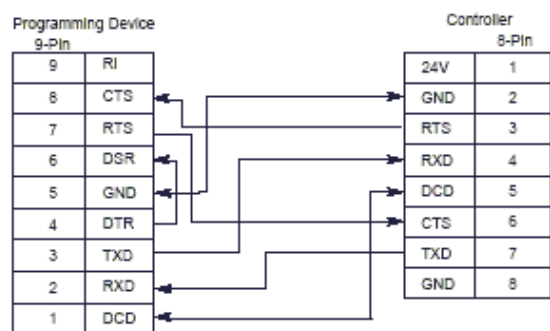 Programming Device
9-Pin
9 RI
8 CTS
7 RTS
6 DSR
5 GND
4 DTR
3 TXD
2 RXD
1 DCD
Controller
8-Pin
24V 1
GND 2
RTS 3
RXD 4
DCD 5
CTS 6
TXD 7
GND 8